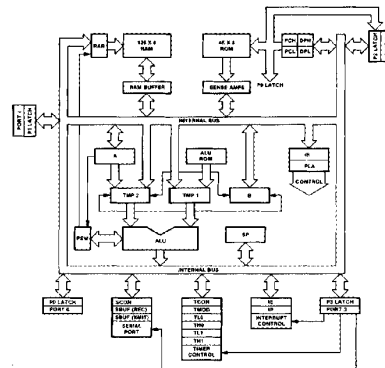 RAR
128 X 8
RAM
4K X 8
ROM
PCH DPH
PCL DPL
P2 LATCH
P0 LATCH
RAM BUFFER
SENSE AMPS
PORT 1
P1 LATCH
INTERNAL BUS
A
ALU
ROM
IR
PLA
CONTROL
TMP 2
TMP 1
B
PSW
ALU
SP
INTERNAL BUS
P0 LATCH
PORT 0
SCON
SBUF (REC)
SBUF (XMIT)
SERIAL
PORT
TCON
TMOD
TL0
TH0
TL1
TH1
TIMER
CONTROL
IE
IP
INTERRUPT
CONTROL
P3 LATCH
PORT 3